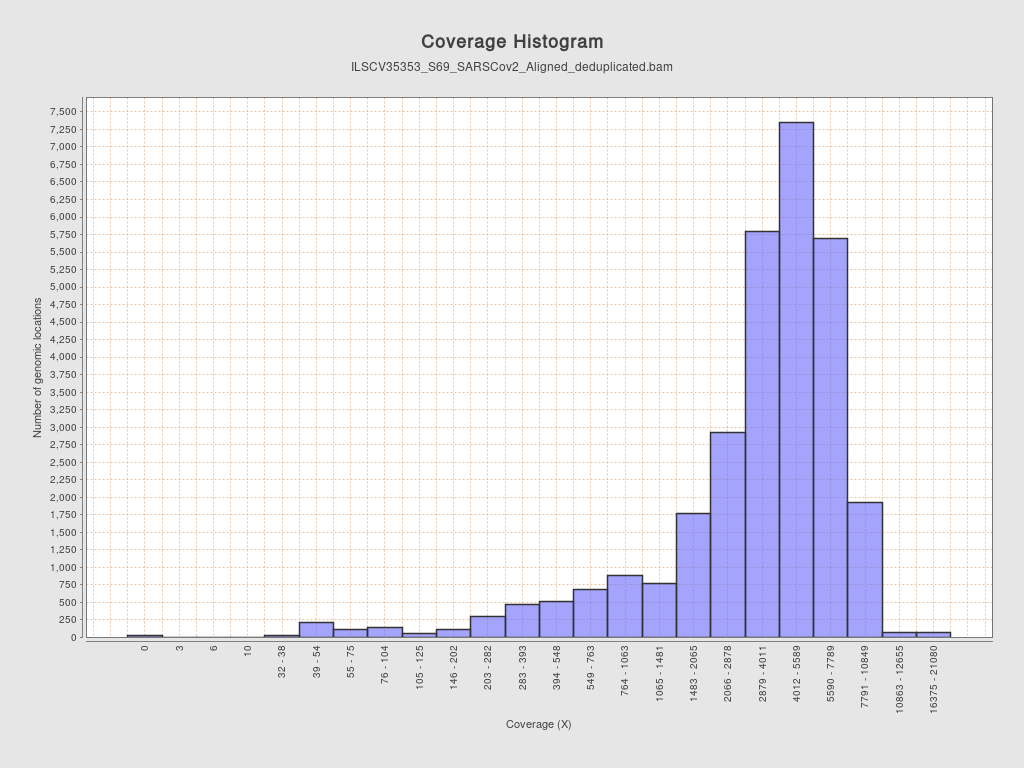 Coverage Histogram
ILSCV35353_S69_SARSCov2_Aligned_deduplicated.bam
7,500
7,250
7,000
6,750
6,500
6,250
6,000
5,750
5,500
5,250
5,000
4,750
4,500
4,250
4,000
3,750
3,500
3,250
3,000
2,750
2,500
2,250
2,000
1,750
1,500
1,250
1,000
750
500
250
0
Number of genomic locations
0
3
6
10
32 - 38
39 - 54
55 - 75
76 - 104
105 - 125
146 - 202
203 - 282
283 - 393
394 - 548
549 - 763
764 - 1063
1065 - 1481
1483 - 2065
2066 - 2878
2879 - 4011
4012 - 5589
5590 - 7789
7791 - 10849
10863 - 12655
16375 - 21080
Coverage (X)